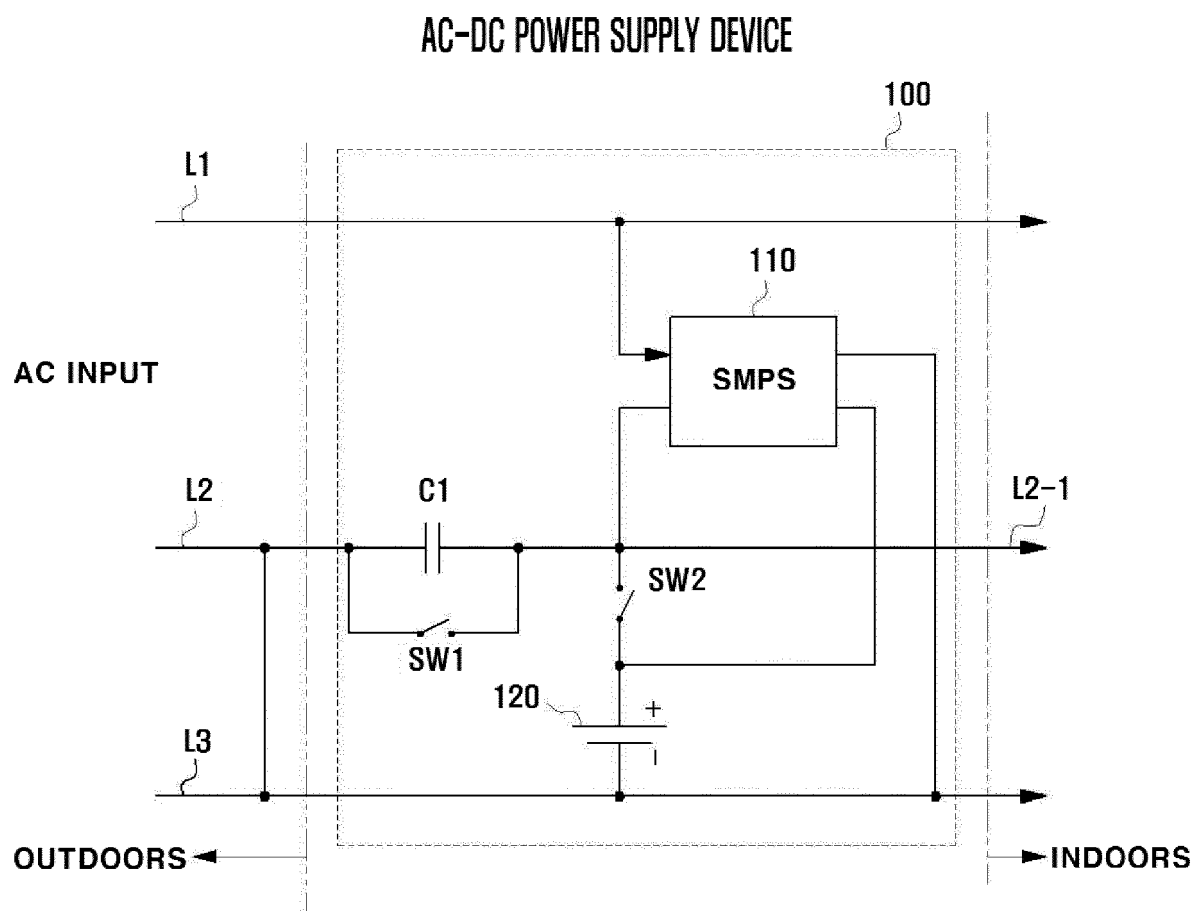 AC-DC POWER SUPPLY DEVICE
100
L1
110
AC INPUT
SMPS
L2
C1
L2-1
SW2
SW1
120
+
−
L3
OUTDOORS
INDOORS